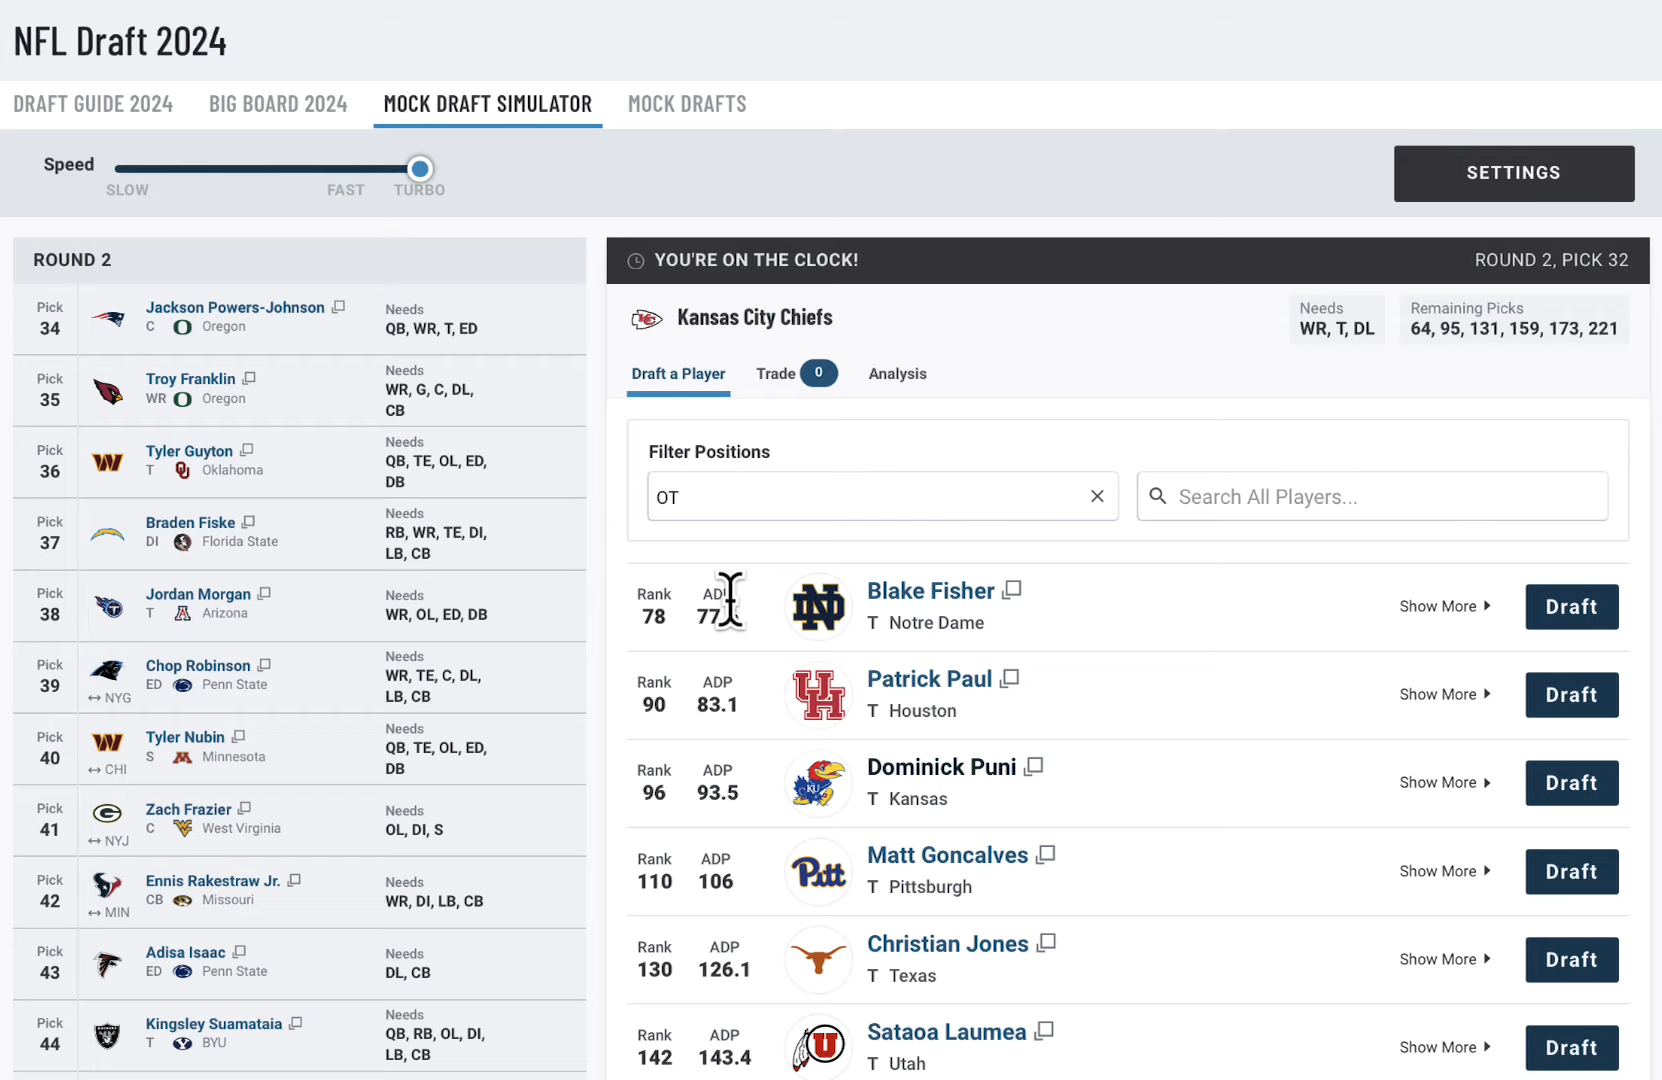 NFL Draft 2024
DRAFT GUIDE 2024
BIG BOARD 2024
MOCK DRAFT SIMULATOR
MOCK DRAFTS
Speed
SLOW
FAST
TURBO
SETTINGS
ROUND 2
Pick
34
Jackson Powers-Johnson
C Oregon
Needs
QB, WR, T, ED
Pick
35
Troy Franklin
WR Oregon
Needs
WR, G, C, DL,
CB
Pick
36
Tyler Guyton
T Oklahoma
Needs
QB, TE, OL, ED,
DB
Pick
37
Braden Fiske
DI Florida State
Needs
RB, WR, TE, DI,
LB, CB
Pick
38
Jordan Morgan
T Arizona
Needs
WR, OL, ED, DB
Pick
39
↔ NYG
Chop Robinson
ED Penn State
Needs
WR, TE, C, DL,
LB, CB
Pick
40
↔ CHI
Tyler Nubin
S Minnesota
Needs
QB, TE, OL, ED,
DB
Pick
41
↔ NYJ
Zach Frazier
C West Virginia
Needs
OL, DI, S
Pick
42
↔ MIN
Ennis Rakestraw Jr.
CB Missouri
Needs
WR, DI, LB, CB
Pick
43
Adisa Isaac
ED Penn State
Needs
DL, CB
Pick
44
Kingsley Suamataia
T BYU
Needs
QB, RB, OL, DI,
LB, CB
YOU'RE ON THE CLOCK!
ROUND 2, PICK 32
Kansas City Chiefs
Needs
WR, T, DL
Remaining Picks
64, 95, 131, 159, 173, 221
Draft a Player
Trade 0
Analysis
Filter Positions
OT
Search All Players...
Rank
78
77
Blake Fisher
T Notre Dame
Show More
Draft
Rank
90
ADP
83.1
Patrick Paul
T Houston
Show More
Draft
Rank
96
ADP
93.5
KU
Dominick Puni
T Kansas
Show More
Draft
Rank
110
ADP
106
Pitt
Matt Goncalves
T Pittsburgh
Show More
Draft
Rank
130
ADP
126.1
Christian Jones
T Texas
Show More
Draft
Rank
142
ADP
143.4
Sataoa Laumea
T Utah
Show More
Draft